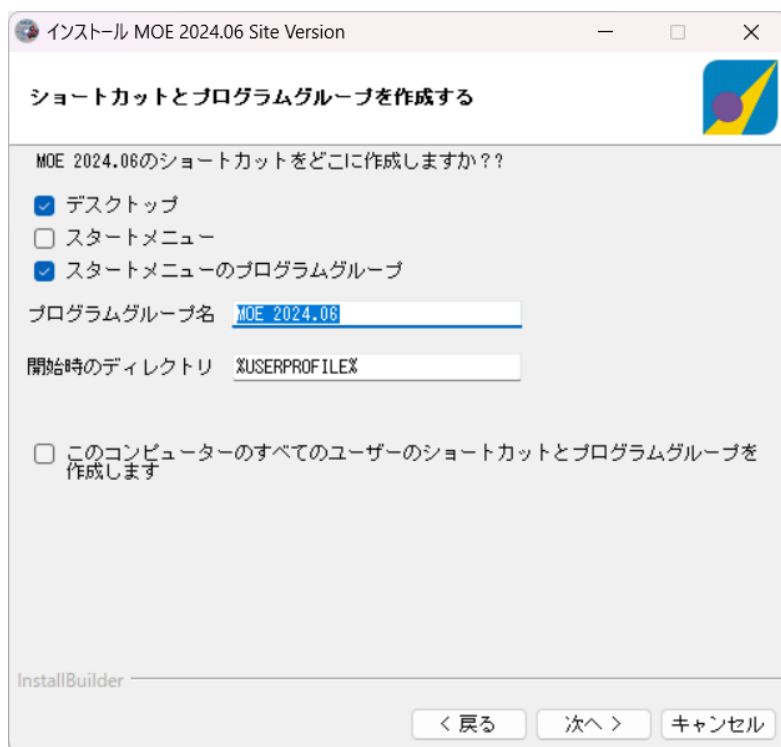 インストール MOE 2024.06 Site Version
ショートカットとプログラムグループを作成する
MOE 2024.06のショートカットをどこに作成しますか??
デスクトップ
スタートメニュー
スタートメニューのプログラムグループ
プログラムグループ名 MOE 2024.06
開始時のディレクトリ %USERPROFILE%
このコンピューターのすべてのユーザーのショートカットとプログラムグループを
作成します
InstallBuilder
< 戻る 次へ > キャンセル